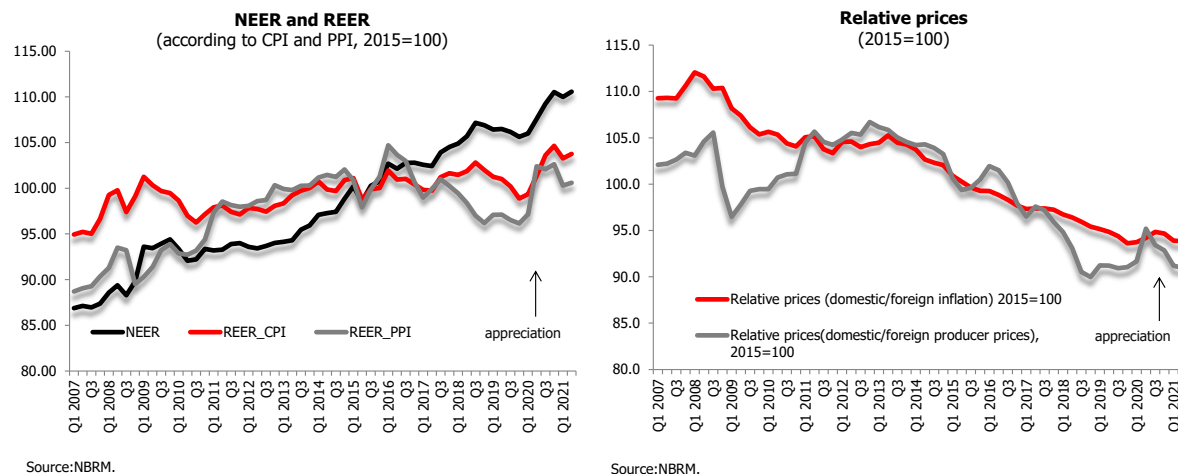 NEER and REER
(according to CPI and PPI, 2015=100)
115.00
110.00
105.00
100.00
95.00
90.00
85.00
80.00
NEER
REER_CPI
REER_PPI
appreciation
Q1 2007
Q3
Q1 2008
Q3
Q1 2009
Q3
Q1 2010
Q3
Q1 2011
Q3
Q1 2012
Q3
Q1 2013
Q3
Q1 2014
Q3
Q1 2015
Q3
Q1 2016
Q3
Q1 2017
Q3
Q1 2018
Q3
Q1 2019
Q3
Q1 2020
Q3
Q1 2021
Source:NBRM.
Relative prices
(2015=100)
115.0
110.0
105.0
100.0
95.0
90.0
85.0
80.0
Relative prices (domestic/foreign inflation) 2015=100
Relative prices(domestic/foreign producer prices),
2015=100
appreciation
Q1 2007
Q3
Q1 2008
Q3
Q1 2009
Q3
Q1 2010
Q3
Q1 2011
Q3
Q1 2012
Q3
Q1 2013
Q3
Q1 2014
Q3
Q1 2015
Q3
Q1 2016
Q3
Q1 2017
Q3
Q1 2018
Q3
Q1 2019
Q3
Q1 2020
Q3
Q1 2021
Source:NBRM.